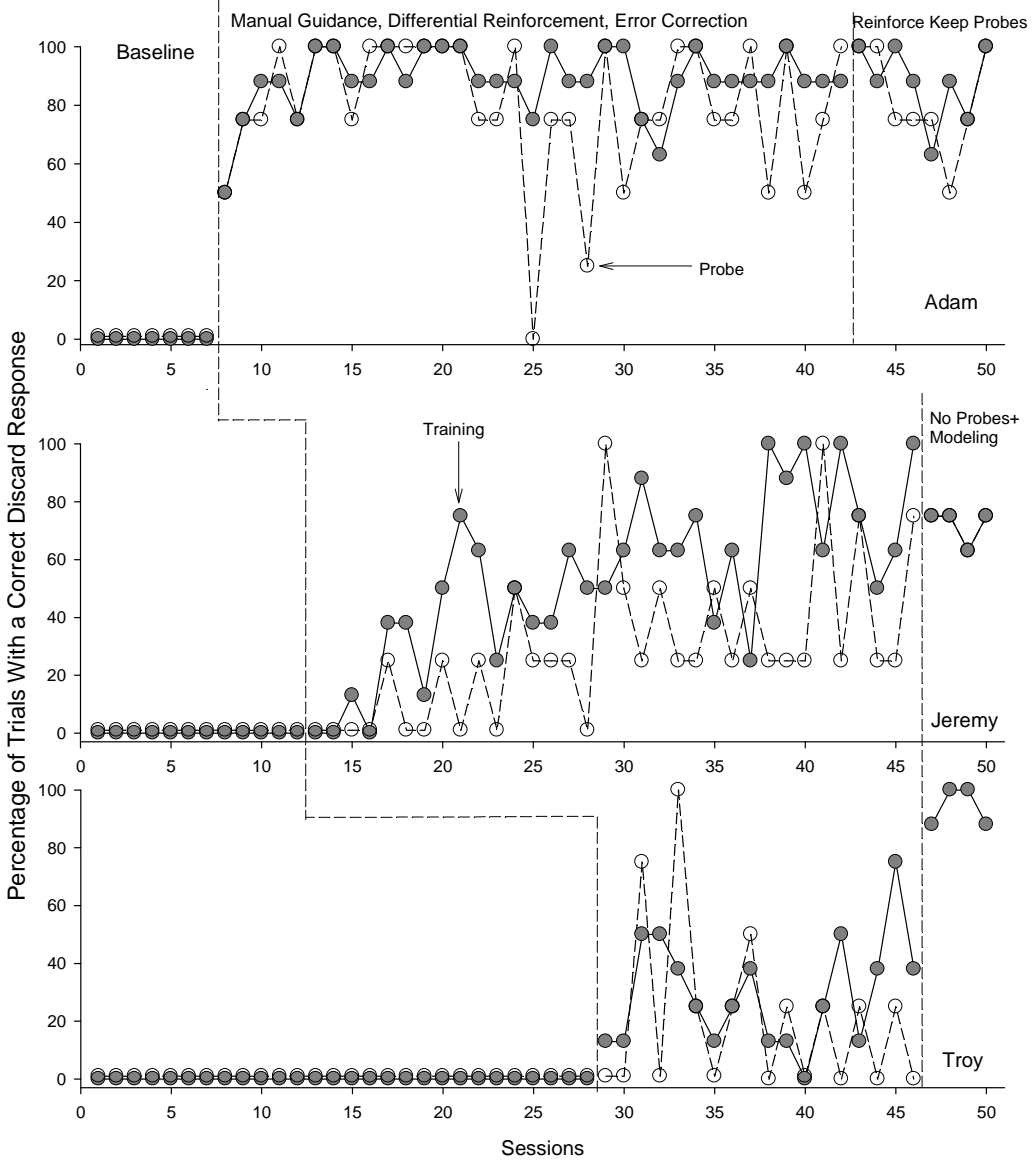 Manual Guidance, Differential Reinforcement, Error Correction
Reinforce Keep Probes
Baseline
100
80
60
40
20
0
Probe
Adam
0 5 10 15 20 25 30 35 40 45 50
Percentage of Trials With a Correct Discard Response
Training
No Probes+
Modeling
100
80
60
40
20
0
Jeremy
0 5 10 15 20 25 30 35 40 45 50
100
80
60
40
20
0
Troy
0 5 10 15 20 25 30 35 40 45 50
Sessions